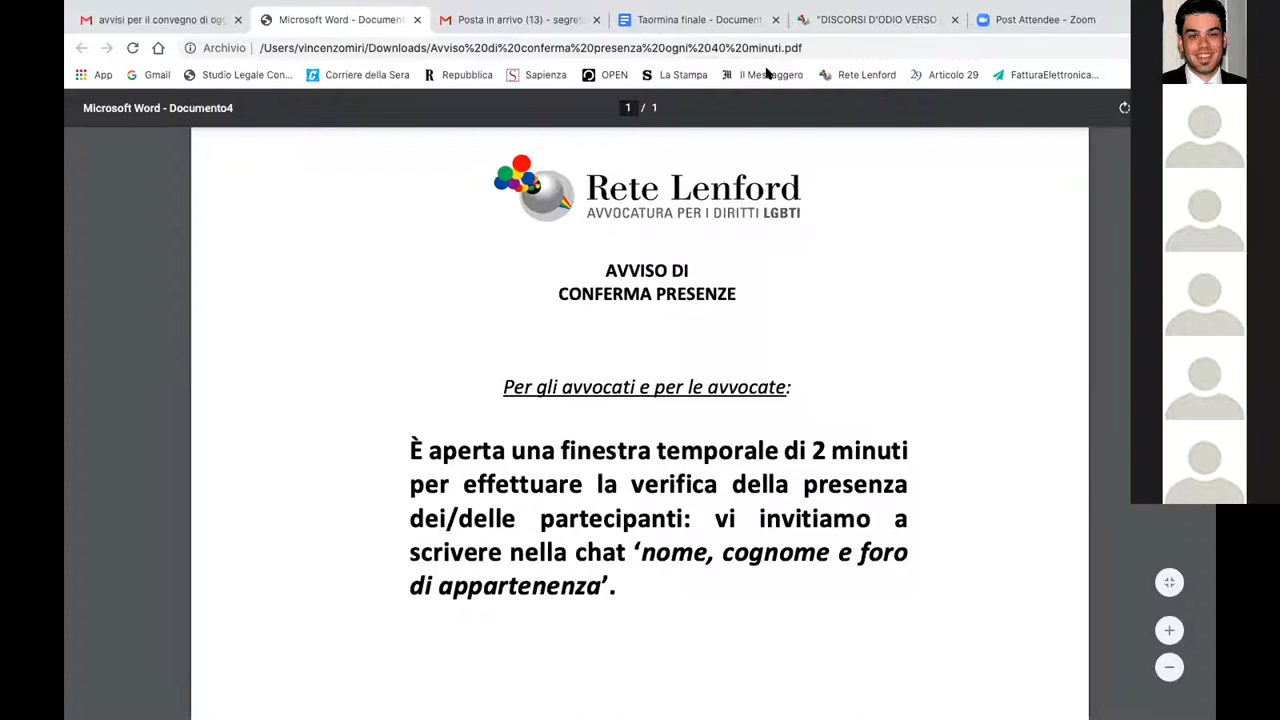 avvisi per il convegno di og
Microsoft Word - Document
Posta in arrivo (13) - segret
Taormina finale - Document
"DISCORSI D'ODIO VERSO
Post Attendee - Zoom
Archivio /Users/vincenzomiri/Downloads/Avviso%20di%20conferma%20presenza%20ogni%2040%20minuti.pdf
App Gmail Studio Legale Con... Corriere della Sera Repubblica Sapienza OPEN La Stampa Il Messaggero Rete Lenford Articolo 29 FatturaElettronica...
Microsoft Word - Documento4
1 / 1
Rete Lenford
AVVOCATURA PER I DIRITTI LGBTI
AVVISO DI
CONFERMA PRESENZE
Per gli avvocati e per le avvocate:
È aperta una finestra temporale di 2 minuti
per effettuare la verifica della presenza
dei/delle partecipanti: vi invitiamo a
scrivere nella chat ‘nome, cognome e foro
di appartenenza’.